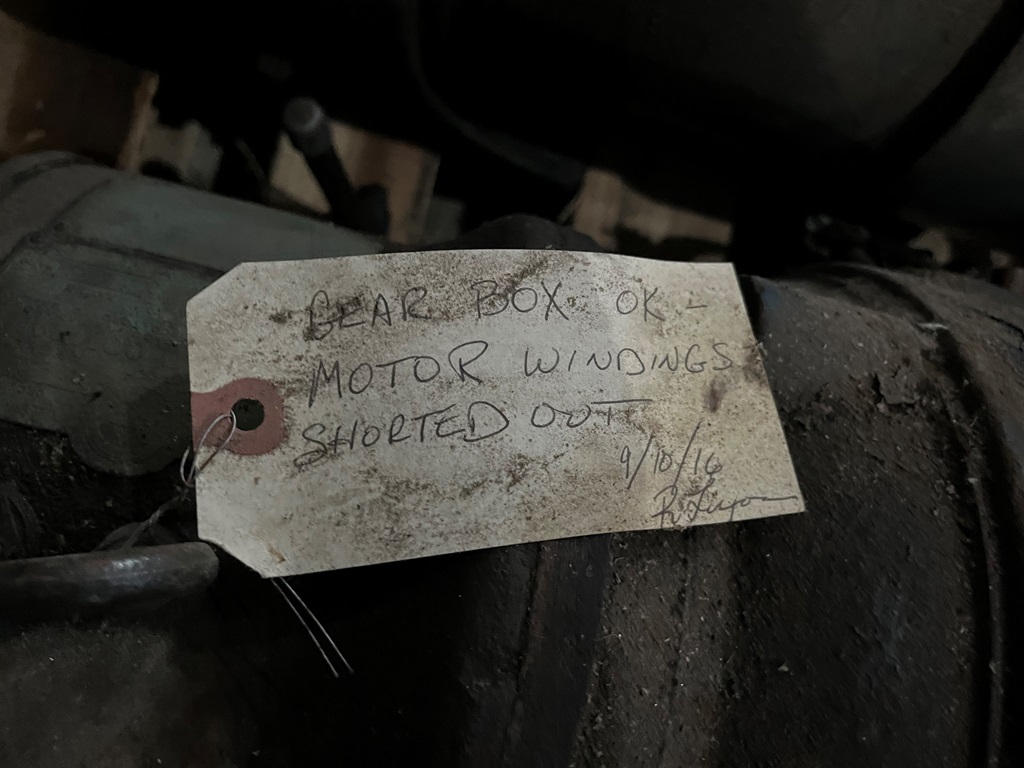 GEAR BOX OK -
MOTOR WINDINGS
SHORTED OUT
9/10/16